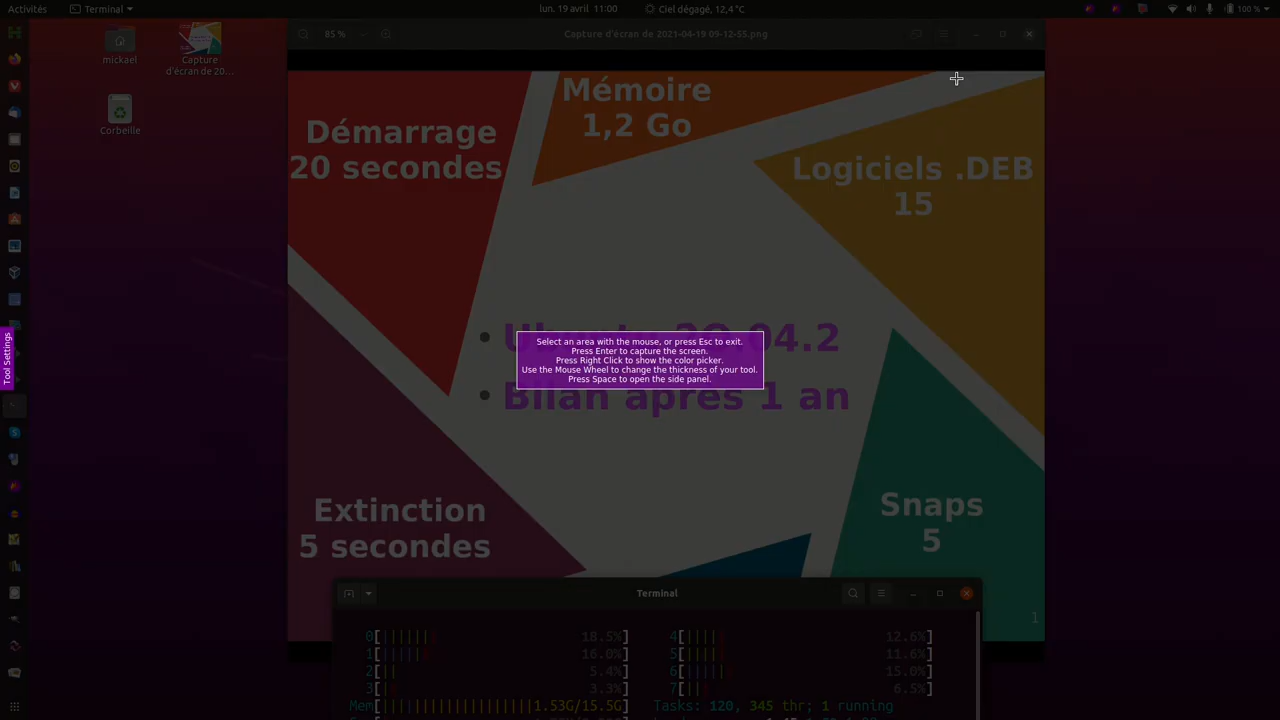 Activités
Terminal
lun. 19 avril 11:00
Ciel dégagé, 12,4 °C
100 %
mickael
Capture
d'écran de 20...
Corbeille
85 %
Capture d'écran de 2021-04-19 09-12-55.png
Démarrage
20 secondes
Mémoire
1,2 Go
Logiciels .DEB
15
Ubuntu 20.04.2
Bilan après 1 an
Select an area with the mouse, or press Esc to exit.
Press Enter to capture the screen.
Press Right Click to show the color picker.
Use the Mouse Wheel to change the thickness of your tool.
Press Space to open the side panel.
Tool Settings
Extinction
5 secondes
Snaps
5
1
Terminal
0[ 18.5%] 4[ 12.6%]
1[ 16.0%] 5[ 11.6%]
2[ 5.4%] 6[ 15.0%]
3[ 3.3%] 7[ 6.5%]
Mem[ 1.53G/15.5G] Tasks: 120, 345 thr; 1 running